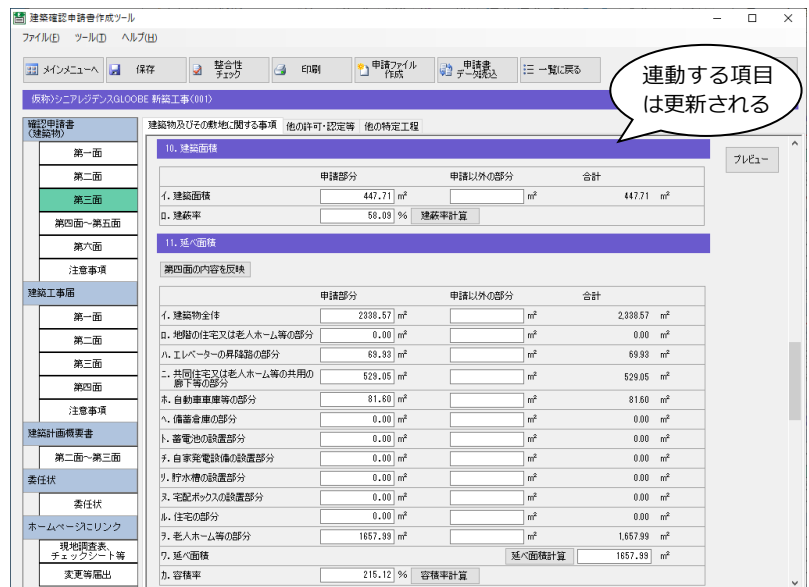 建築確認申請書作成ツール
ファイル(F) ツール(T) ヘルプ(H)
メインメニューへ 保存 整合性チェック 印刷 申請ファイル作成 申請書データ読込 一覧に戻る
連動する項目
は更新される
仮称)シニアレジデンスGLOOBE 新築工事(001)
確認申請書
(建築物)
第一面
第二面
第三面
第四面～第五面
第六面
注意事項
建築工事届
第一面
第二面
第三面
第四面
注意事項
建築計画概要書
第二面～第三面
委任状
委任状
ホームページにリンク
現地調査表、
チェックシート等
変更等届出
建築物及びその敷地に関する事項 他の許可・認定等 他の特定工程
プレビュー
10. 建築面積
申請部分 申請以外の部分 合計
イ. 建築面積 447.71 m² m² 447.71 m²
ロ. 建蔽率 58.09 % 建蔽率計算
11. 延べ面積
第四面の内容を反映
申請部分 申請以外の部分 合計
イ. 建築物全体 2338.57 m² m² 2,338.57 m²
ロ. 地階の住宅又は老人ホーム等の部分 0.00 m² m² 0.00 m²
ハ. エレベーターの昇降路の部分 69.93 m² m² 69.93 m²
ニ. 共同住宅又は老人ホーム等の共用の
廊下等の部分 529.05 m² m² 529.05 m²
ホ. 自動車車庫等の部分 81.60 m² m² 81.60 m²
ヘ. 備蓄倉庫の部分 0.00 m² m² 0.00 m²
ト. 蓄電池の設置部分 0.00 m² m² 0.00 m²
チ. 自家発電設備の設置部分 0.00 m² m² 0.00 m²
リ. 貯水槽の設置部分 0.00 m² m² 0.00 m²
ヌ. 宅配ボックスの設置部分 0.00 m² m² 0.00 m²
ル. 住宅の部分 0.00 m² m² 0.00 m²
ヲ. 老人ホーム等の部分 1657.99 m² m² 1,657.99 m²
ワ. 延べ面積 延べ面積計算 1657.99 m²
カ. 容積率 215.12 % 容積率計算